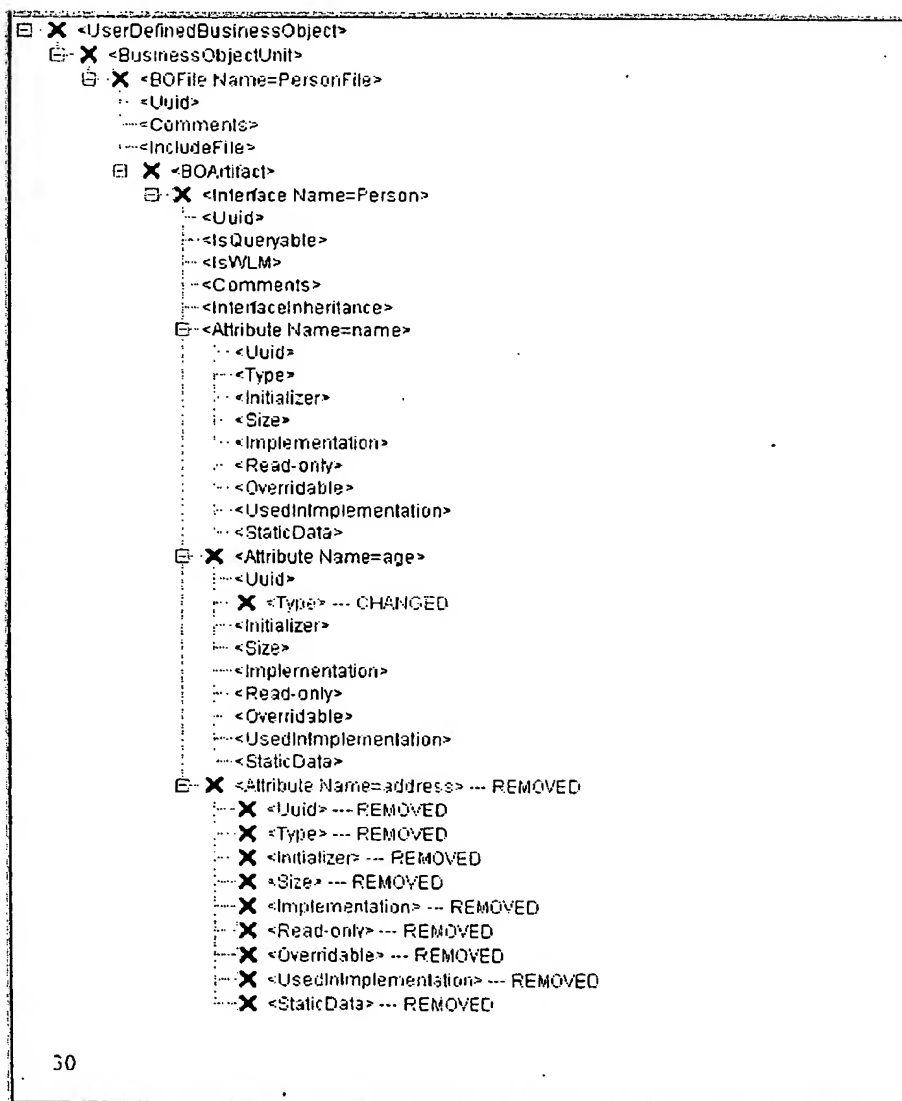 <UserDefinedBusinessObject>
<BusinessObjectUnit>
<BOFile Name=PersonFile>
<Uuid>
<Comments>
<IncludeFile>
<BOArtifact>
<Interface Name=Person>
<Uuid>
<IsQueryable>
<IsWLM>
<Comments>
<InterfaceInheritance>
<Attribute Name=name>
<Uuid>
<Type>
<Initializer>
<Size>
<Implementation>
<Read-only>
<Overridable>
<UsedInImplementation>
<StaticData>
<Attribute Name=age>
<Uuid>
<Type> --- CHANGED
<Initializer>
<Size>
<Implementation>
<Read-only>
<Overridable>
<UsedInImplementation>
<StaticData>
<Attribute Name=address> --- REMOVED
<Uuid> --- REMOVED
<Type> --- REMOVED
<Initializer> --- REMOVED
<Size> --- REMOVED
<Implementation> --- REMOVED
<Read-only> --- REMOVED
<Overridable> --- REMOVED
<UsedInImplementation> --- REMOVED
<StaticData> --- REMOVED
30